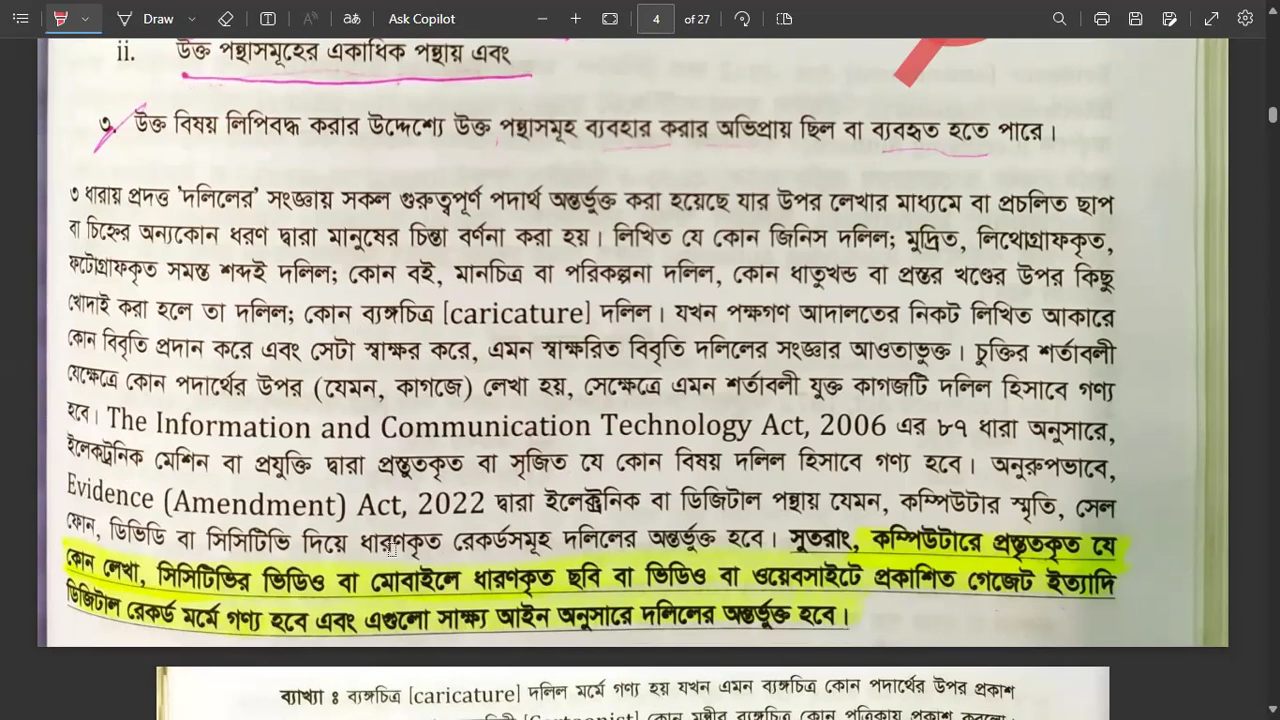 Draw
Ask Copilot
4 of 27
ii. উক্ত পন্থাসমূহের একাধিক পন্থায় এবং
৩. উক্ত বিষয় লিপিবদ্ধ করার উদ্দেশ্যে উক্ত পন্থাসমূহ ব্যবহার করার অভিপ্রায় ছিল বা ব্যবহৃত হতে পারে।
৩ ধারায় প্রদত্ত 'দলিলের' সংজ্ঞায় সকল গুরুত্বপূর্ণ পদার্থ অন্তর্ভুক্ত করা হয়েছে যার উপর লেখার মাধ্যমে বা প্রচলিত ছাপ
বা চিহ্নের অন্যকোন ধরণ দ্বারা মানুষের চিন্তা বর্ণনা করা হয়। লিখিত যে কোন জিনিস দলিল; মুদ্রিত, লিথোগ্রাফকৃত,
ফটোগ্রাফকৃত সমস্ত শব্দই দলিল; কোন বই, মানচিত্র বা পরিকল্পনা দলিল, কোন ধাতুখন্ড বা প্রস্তর খণ্ডের উপর কিছু
খোদাই করা হলে তা দলিল; কোন ব্যঙ্গচিত্র [caricature] দলিল। যখন পক্ষগণ আদালতের নিকট লিখিত আকারে
কোন বিবৃতি প্রদান করে এবং সেটা স্বাক্ষর করে, এমন স্বাক্ষরিত বিবৃতি দলিলের সংজ্ঞার আওতাভুক্ত। চুক্তির শর্তাবলী
যেক্ষেত্রে কোন পদার্থের উপর (যেমন, কাগজে) লেখা হয়, সেক্ষেত্রে এমন শর্তাবলী যুক্ত কাগজটি দলিল হিসাবে গণ্য
হবে। The Information and Communication Technology Act, 2006 এর ৮৭ ধারা অনুসারে,
ইলেকট্রনিক মেশিন বা প্রযুক্তি দ্বারা প্রস্তুতকৃত বা সৃজিত যে কোন বিষয় দলিল হিসাবে গণ্য হবে। অনুরুপভাবে,
Evidence (Amendment) Act, 2022 দ্বারা ইলেক্ট্রনিক বা ডিজিটাল পন্থায় যেমন, কম্পিউটার স্মৃতি, সেল
ফোন, ডিভিডি বা সিসিটিভি দিয়ে ধারণকৃত রেকর্ডসমূহ দলিলের অন্তর্ভুক্ত হবে। সুতরাং, কম্পিউটারে প্রস্তুতকৃত যে
কোন লেখা, সিসিটিভির ভিডিও বা মোবাইলে ধারণকৃত ছবি বা ভিডিও বা ওয়েবসাইটে প্রকাশিত গেজেট ইত্যাদি
ডিজিটাল রেকর্ড মর্মে গণ্য হবে এবং এগুলো সাক্ষ্য আইন অনুসারে দলিলের অন্তর্ভুক্ত হবে।
ব্যাখ্যা ঃ ব্যঙ্গচিত্র [caricature] দলিল মর্মে গণ্য হয় যখন এমন ব্যঙ্গচিত্র কোন পদার্থের উপর প্রকাশ